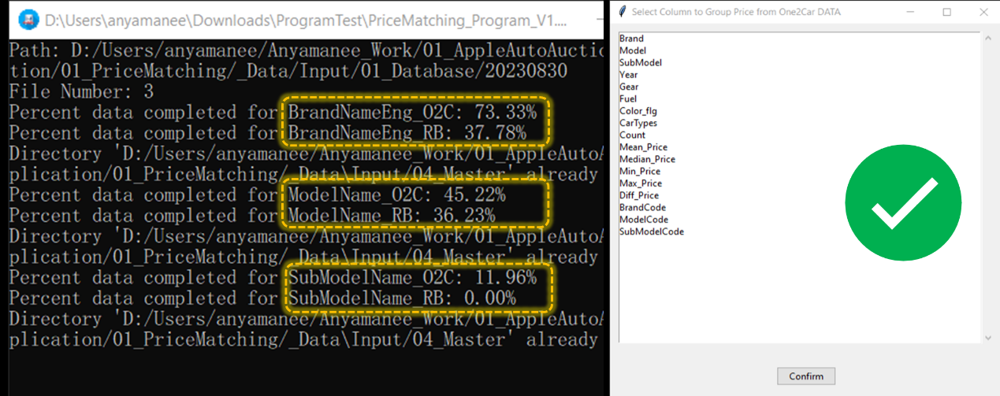 D:\Users\anyamanee\Downloads\ProgramTest\PriceMatching_Program_V1....
Path: D:/Users/anyamanee/Anyamanee_Work/01_AppleAutoAuctio
tion/01_PriceMatching/_Data/Input/01_Database/20230830
File Number: 3
Percent data completed for BrandNameEng_O2C: 73.33%
Percent data completed for BrandNameEng_RB: 37.78%
Directory 'D:/Users/anyamanee/Anyamanee_Work/01_AppleAutoA
plication/01_PriceMatching/_Data\Input/04_Master' already
Percent data completed for ModelName_O2C: 45.22%
Percent data completed for ModelName_RB: 36.23%
Directory 'D:/Users/anyamanee/Anyamanee_Work/01_AppleAutoA
plication/01_PriceMatching/_Data\Input/04_Master' already
Percent data completed for SubModelName_O2C: 11.96%
Percent data completed for SubModelName_RB: 0.00%
Directory 'D:/Users/anyamanee/Anyamanee_Work/01_AppleAutoA
plication/01_PriceMatching/_Data\Input/04_Master' already
Select Column to Group Price from One2Car DATA
Brand
Model
SubModel
Year
Gear
Fuel
Color_flg
CarTypes
Count
Mean_Price
Median_Price
Min_Price
Max_Price
Diff_Price
BrandCode
ModelCode
SubModelCode
Confirm